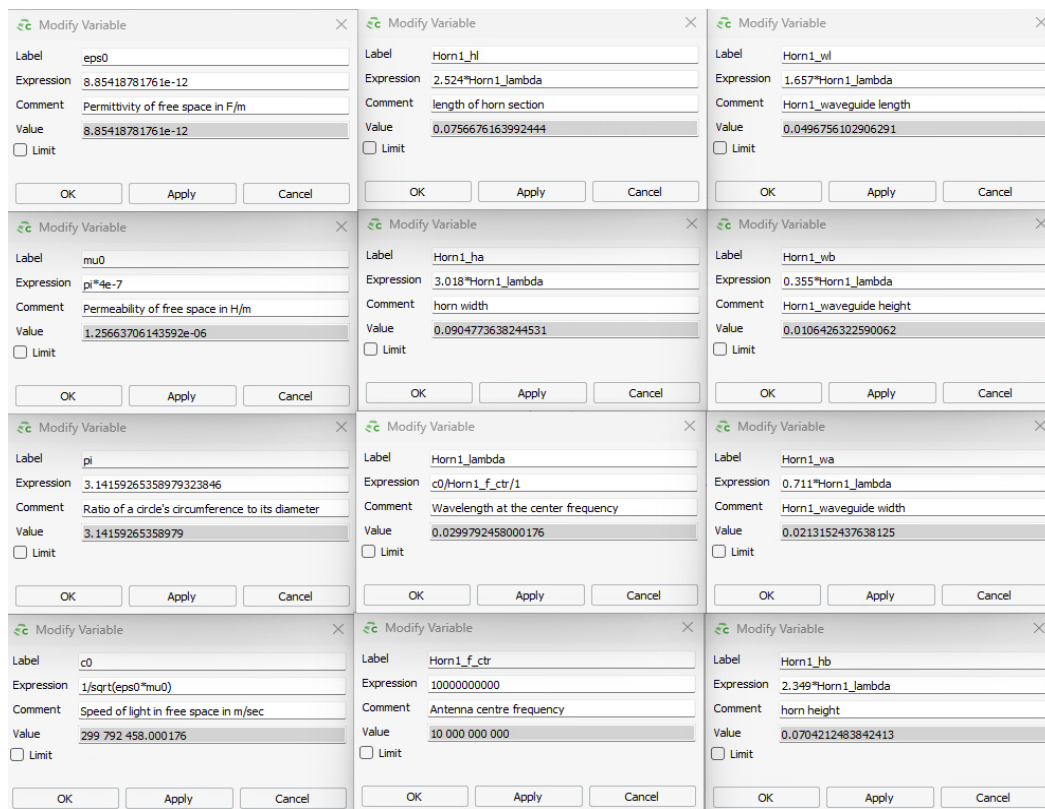 Modify Variable
Label eps0
Expression 8.85418781761e-12
Comment Permittivity of free space in F/m
Value 8.85418781761e-12
Limit
OK Apply Cancel
Modify Variable
Label Horn1_hl
Expression 2.524*Horn1_lambda
Comment length of horn section
Value 0.0756676163992444
Limit
OK Apply Cancel
Modify Variable
Label Horn1_wl
Expression 1.657*Horn1_lambda
Comment Horn1_waveguide length
Value 0.0496756102906291
Limit
OK Apply Cancel
Modify Variable
Label mu0
Expression pi*4e-7
Comment Permeability of free space in H/m
Value 1.25663706143592e-06
Limit
OK Apply Cancel
Modify Variable
Label Horn1_ha
Expression 3.018*Horn1_lambda
Comment horn width
Value 0.0904773638244531
Limit
OK Apply Cancel
Modify Variable
Label Horn1_wb
Expression 0.355*Horn1_lambda
Comment Horn1_waveguide height
Value 0.0106426322590062
Limit
OK Apply Cancel
Modify Variable
Label pi
Expression 3.14159265358979323846
Comment Ratio of a circle's circumference to its diameter
Value 3.14159265358979
Limit
OK Apply Cancel
Modify Variable
Label Horn1_lambda
Expression c0/Horn1_f_ctr/1
Comment Wavelength at the center frequency
Value 0.0299792458000176
Limit
OK Apply Cancel
Modify Variable
Label Horn1_wa
Expression 0.711*Horn1_lambda
Comment Horn1_waveguide width
Value 0.0213152437638125
Limit
OK Apply Cancel
Modify Variable
Label c0
Expression 1/sqrt(eps0*mu0)
Comment Speed of light in free space in m/sec
Value 299 792 458.000176
Limit
OK Apply Cancel
Modify Variable
Label Horn1_f_ctr
Expression 10000000000
Comment Antenna centre frequency
Value 10 000 000 000
Limit
OK Apply Cancel
Modify Variable
Label Horn1_hb
Expression 2.349*Horn1_lambda
Comment horn height
Value 0.0704212483842413
Limit
OK Apply Cancel